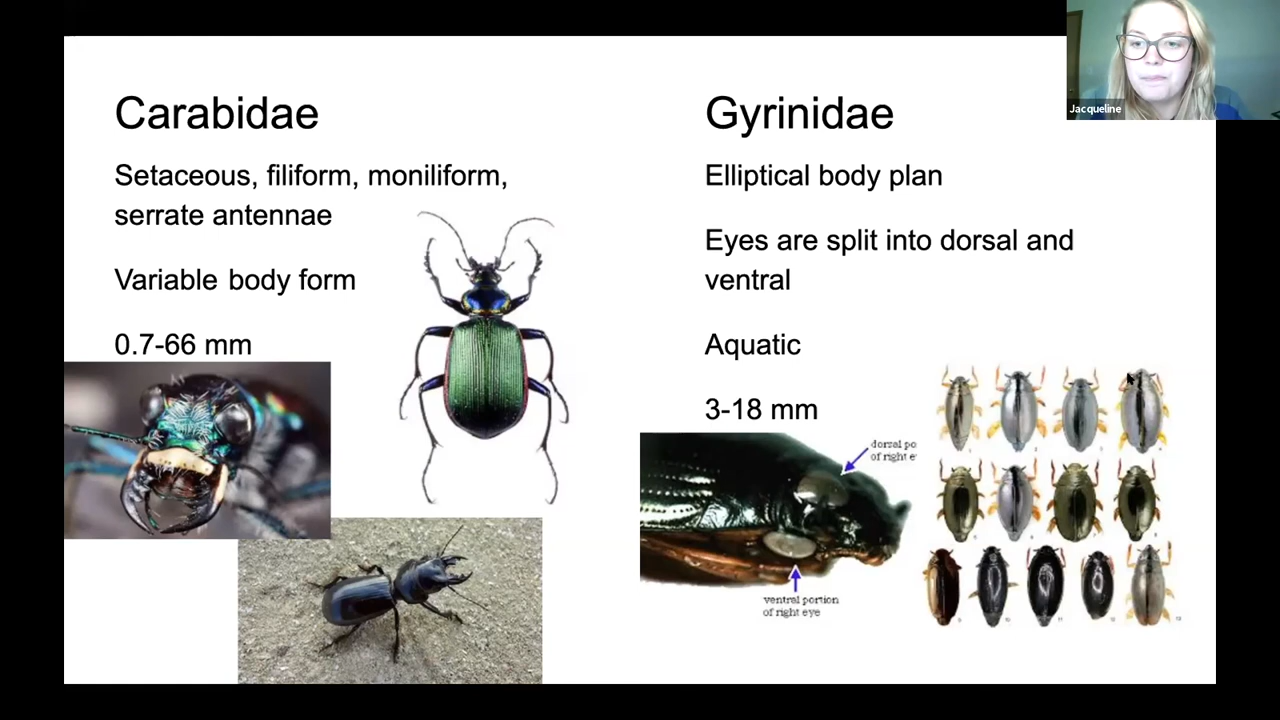 Carabidae
Setaceous, filiform, moniliform,
serrate antennae
Variable body form
0.7-66 mm
Gyrinidae
Elliptical body plan
Eyes are split into dorsal and
ventral
Aquatic
3-18 mm
dorsal po
of right e
ventral portion
of right eye
Jacqueline